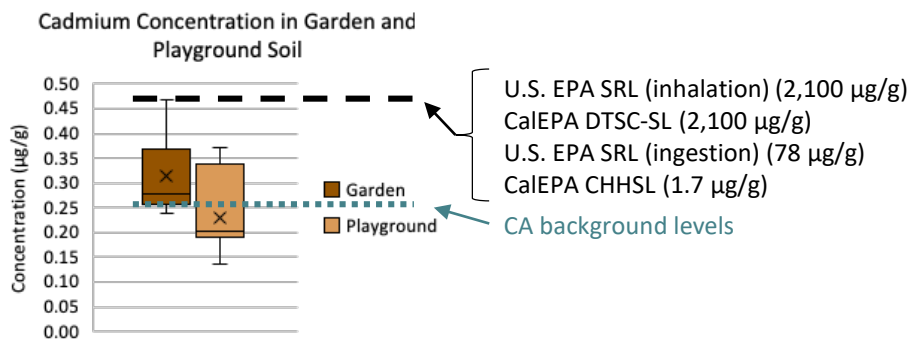 Cadmium Concentration in Garden and
Playground Soil
Concentration (µg/g)
0.50
0.45
0.40
0.35
0.30
0.25
0.20
0.15
0.10
0.05
0.00
Garden
Playground
U.S. EPA SRL (inhalation) (2,100 µg/g)
CalEPA DTSC-SL (2,100 µg/g)
U.S. EPA SRL (ingestion) (78 µg/g)
CalEPA CHHSL (1.7 µg/g)
CA background levels